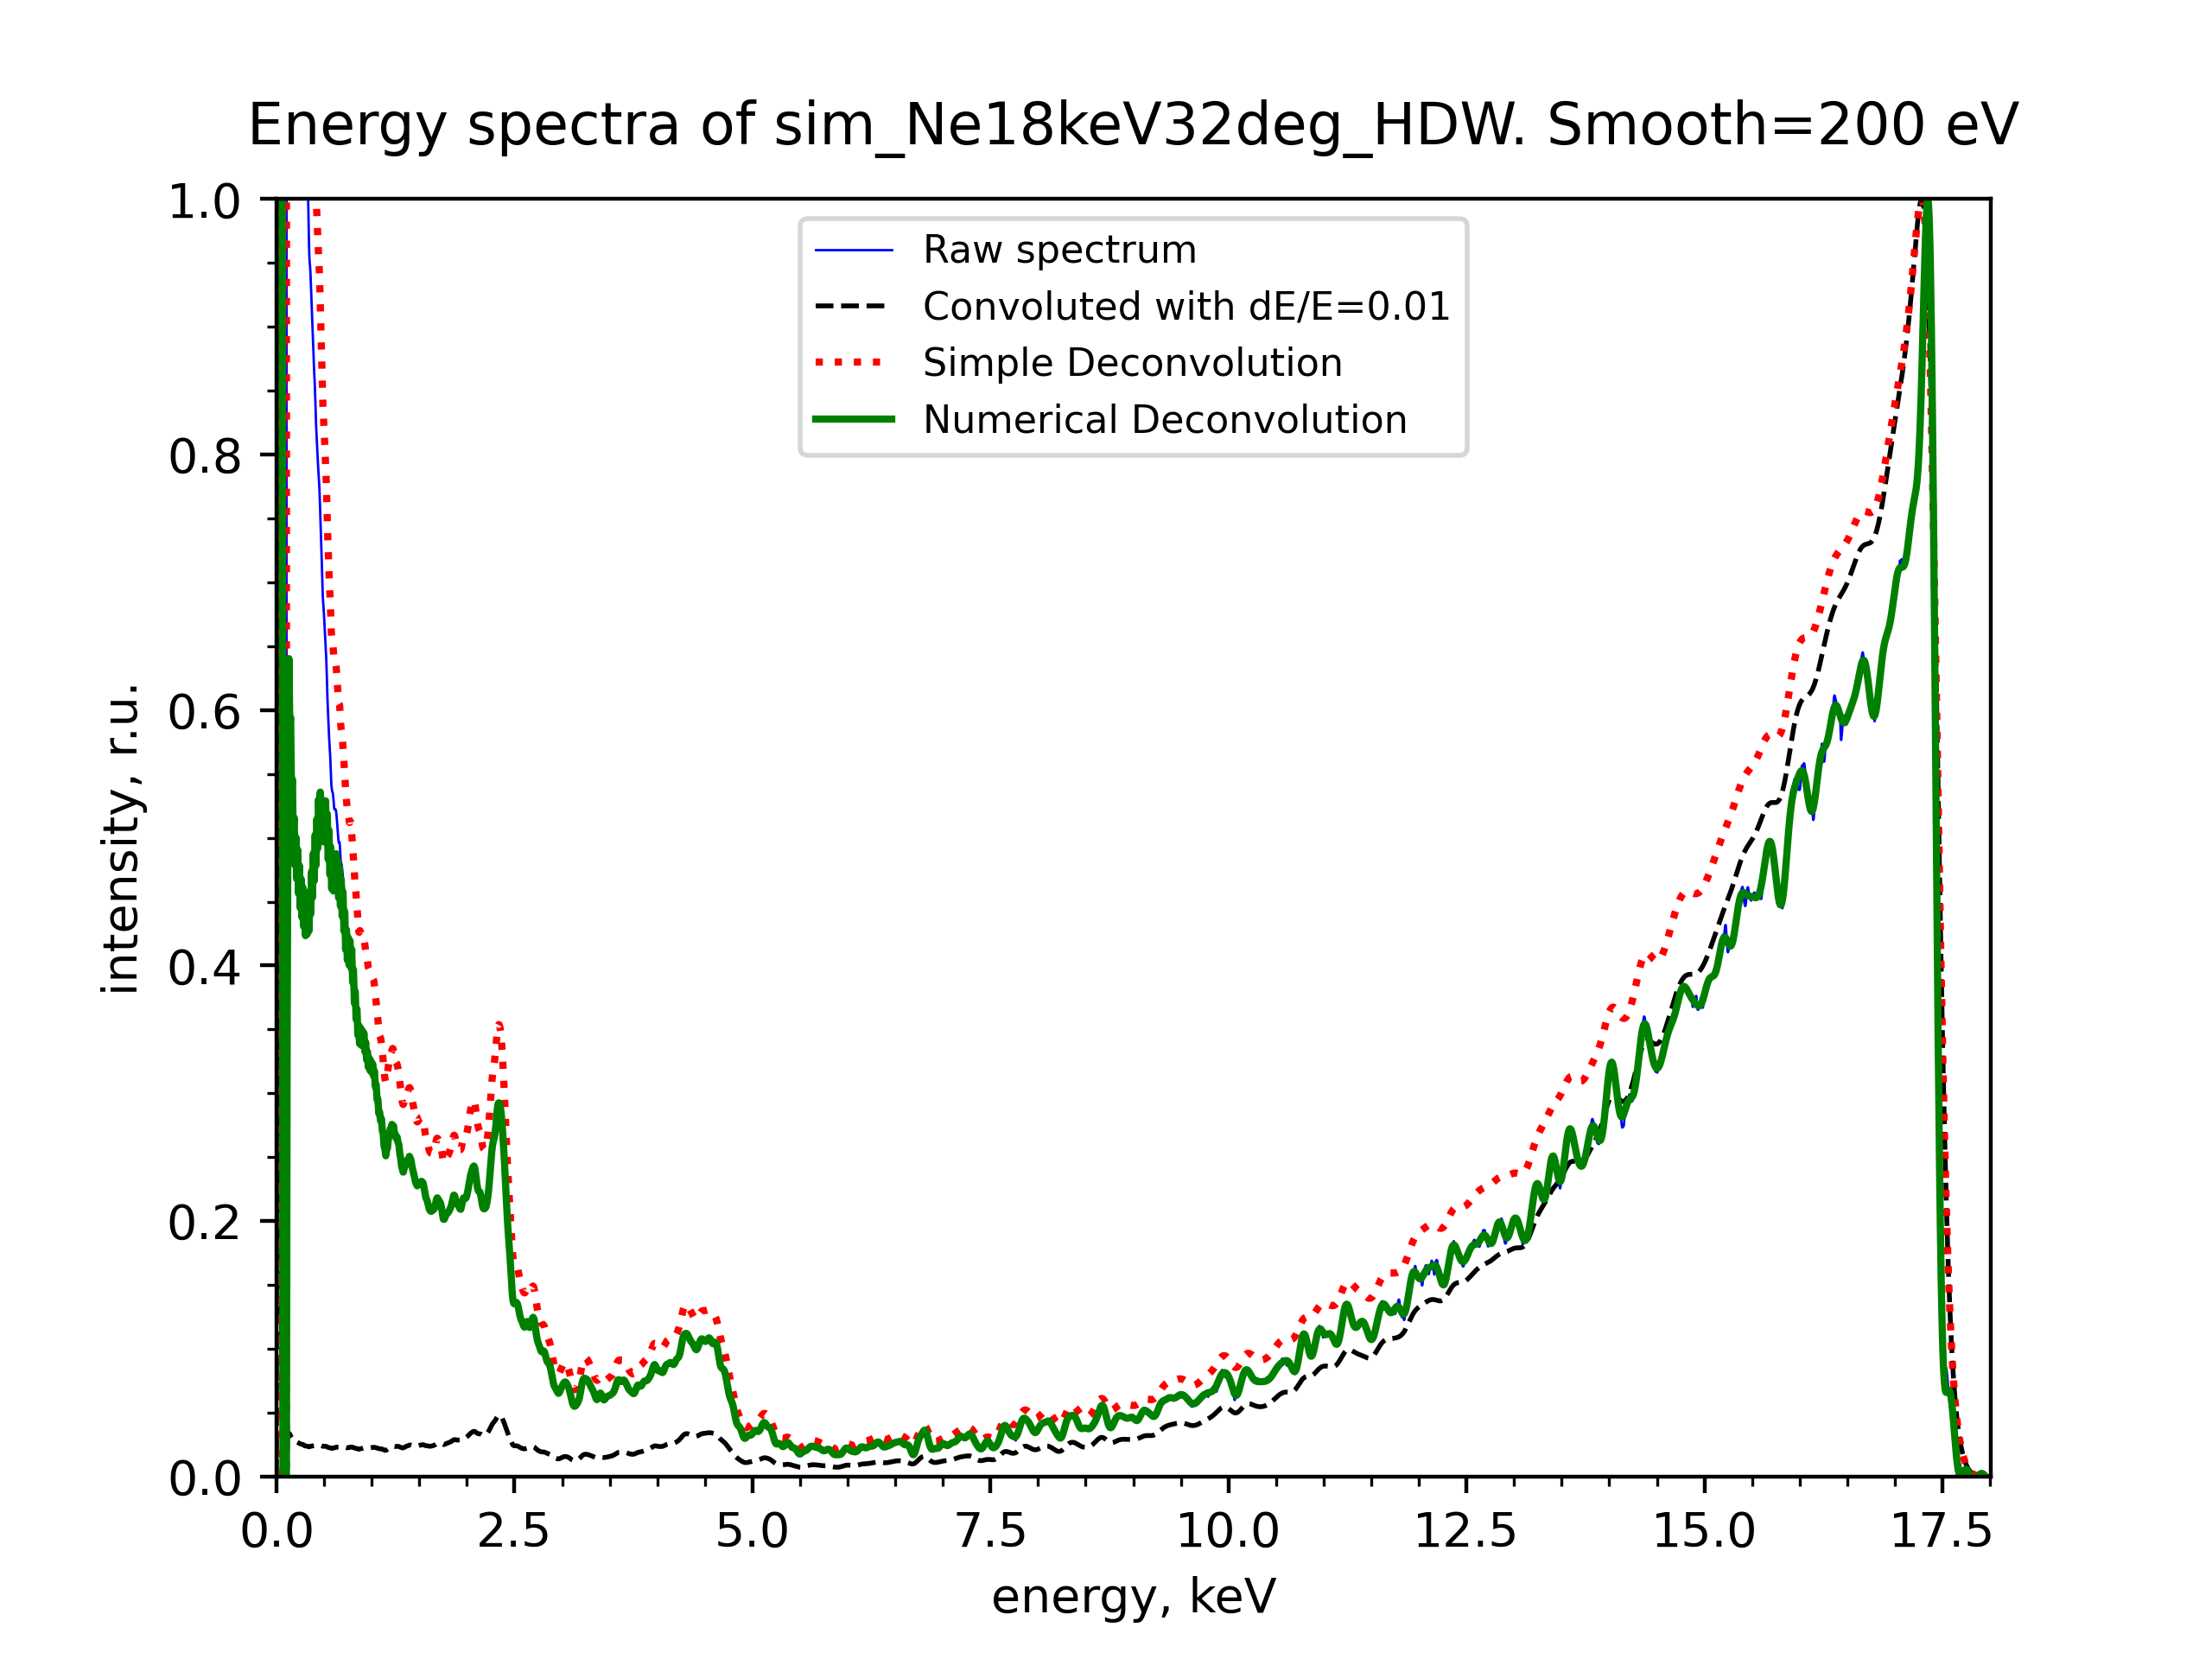 Energy spectra of sim_Ne18keV32deg_HDW. Smooth=200 eV
Raw spectrum
Convoluted with dE/E=0.01
Simple Deconvolution
Numerical Deconvolution
intensity, r.u.
1.0
0.8
0.6
0.4
0.2
0.0
0.0 2.5 5.0 7.5 10.0 12.5 15.0 17.5
energy, keV